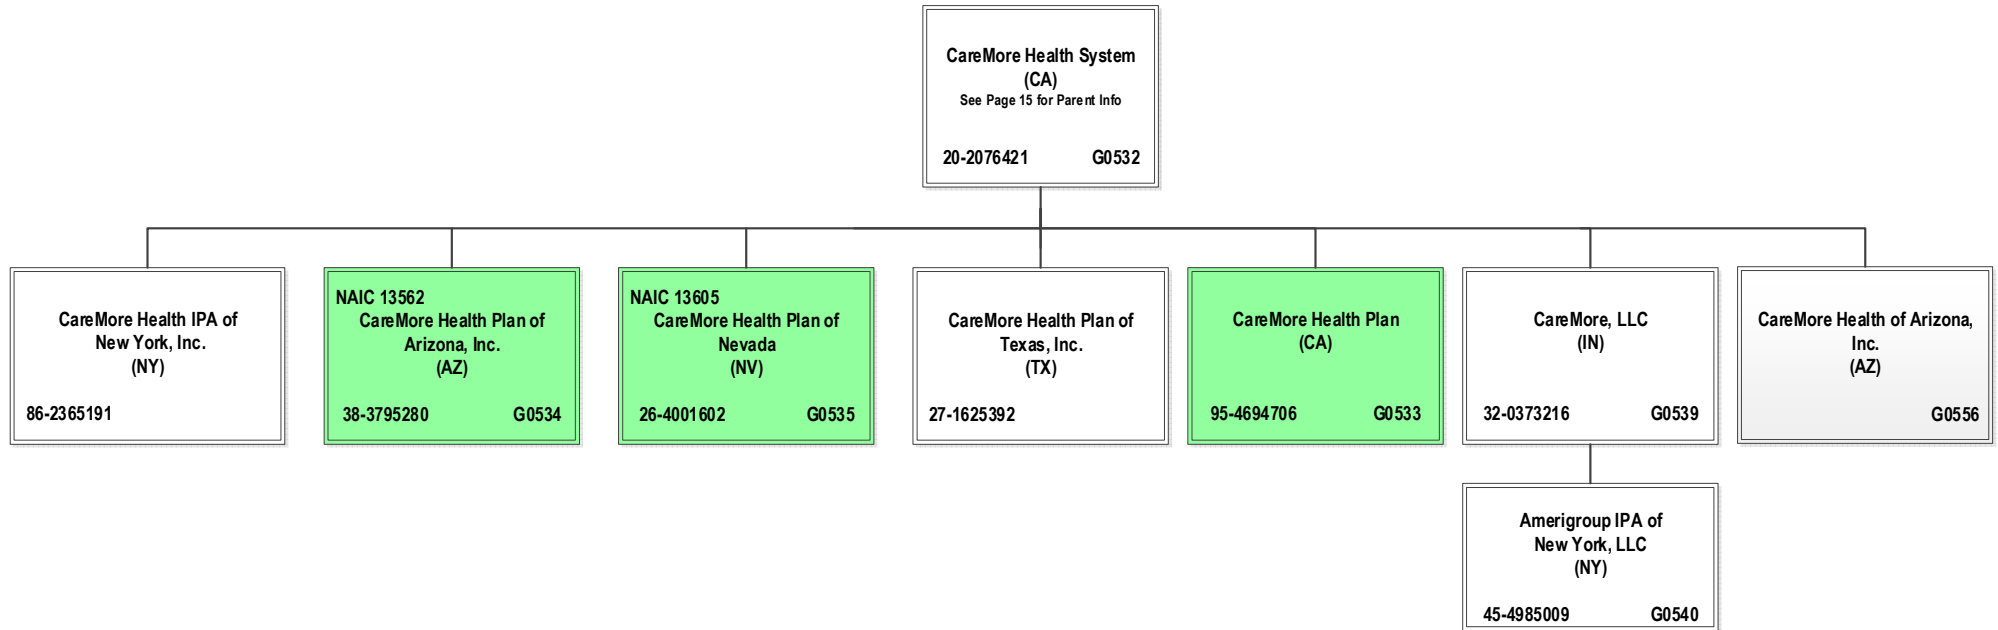 CareMore Health System
(CA)
See Page 15 for Parent Info
20-2076421 G0532
CareMore Health IPA of
New York, Inc.
(NY)
86-2365191
NAIC 13562
CareMore Health Plan of
Arizona, Inc.
(AZ)
38-3795280 G0534
NAIC 13605
CareMore Health Plan of
Nevada
(NV)
26-4001602 G0535
CareMore Health Plan of
Texas, Inc.
(TX)
27-1625392
CareMore Health Plan
(CA)
95-4694706 G0533
CareMore, LLC
(IN)
32-0373216 G0539
CareMore Health of Arizona,
Inc.
(AZ)
G0556
Amerigroup IPA of
New York, LLC
(NY)
45-4985009 G0540